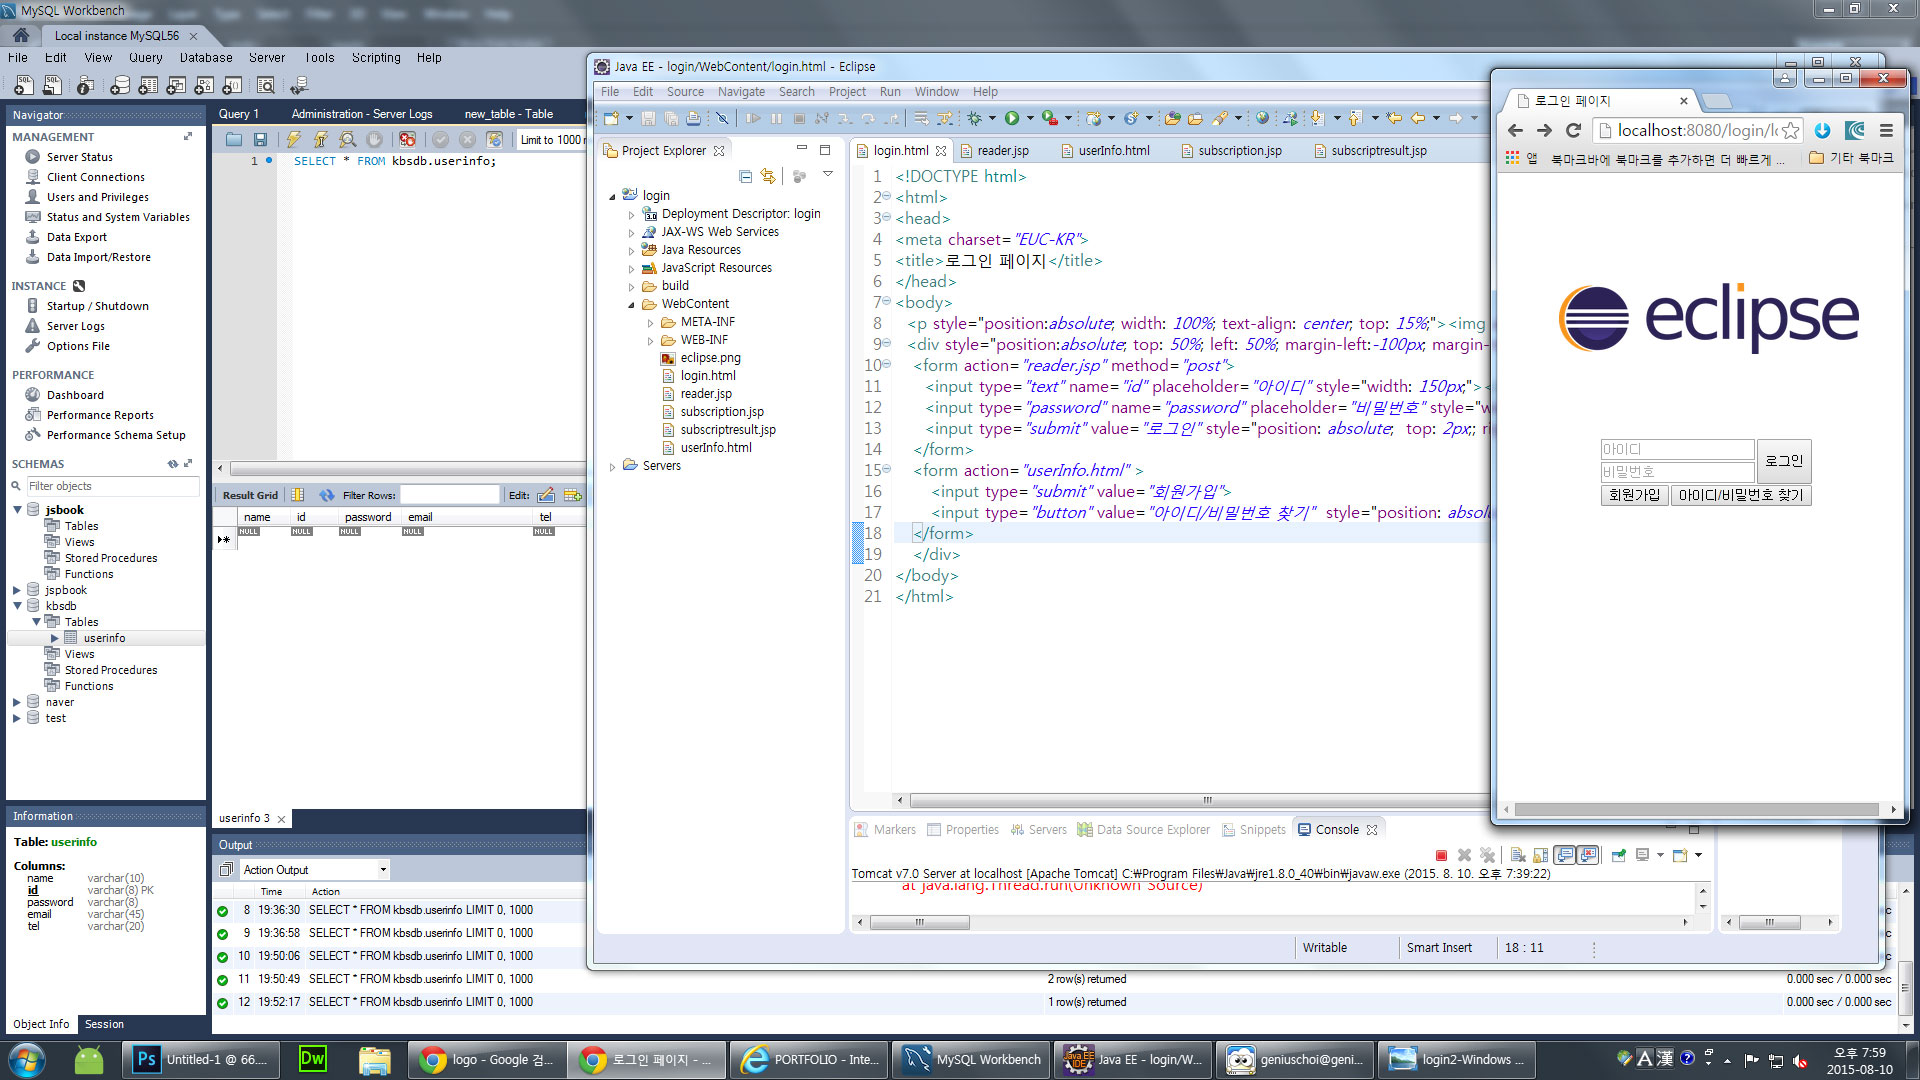 MySQL Workbench
Local instance MySQL56
File Edit View Query Database Server Tools Scripting Help
Navigator
MANAGEMENT
Server Status
Client Connections
Users and Privileges
Status and System Variables
Data Export
Data Import/Restore
INSTANCE
Startup / Shutdown
Server Logs
Options File
PERFORMANCE
Dashboard
Performance Reports
Performance Schema Setup
SCHEMAS
Filter objects
jsbook
Tables
Views
Stored Procedures
Functions
jspbook
kbsdb
Tables
userinfo
Views
Stored Procedures
Functions
naver
test
Information
Table: userinfo
Columns:
name varchar(10)
id varchar(8) PK
password varchar(8)
email varchar(45)
tel varchar(20)
Object Info Session
Query 1 Administration - Server Logs new_table - Table
Limit to 1000 r
1 SELECT * FROM kbsdb.userinfo;
Result Grid Filter Rows: Edit:
name id password email tel
NULL NULL NULL NULL NULL
userinfo 3
Output
Action Output
Time Action
8 19:36:30 SELECT * FROM kbsdb.userinfo LIMIT 0, 1000
9 19:36:58 SELECT * FROM kbsdb.userinfo LIMIT 0, 1000
10 19:50:06 SELECT * FROM kbsdb.userinfo LIMIT 0, 1000
11 19:50:49 SELECT * FROM kbsdb.userinfo LIMIT 0, 1000 2 row(s) returned 0.000 sec / 0.000 sec
12 19:52:17 SELECT * FROM kbsdb.userinfo LIMIT 0, 1000 1 row(s) returned 0.000 sec / 0.000 sec
Java EE - login/WebContent/login.html - Eclipse
File Edit Source Navigate Search Project Run Window Help
Project Explorer
login
Deployment Descriptor: login
JAX-WS Web Services
Java Resources
JavaScript Resources
build
WebContent
META-INF
WEB-INF
eclipse.png
login.html
reader.jsp
subscription.jsp
subscriptresult.jsp
userInfo.html
Servers
login.html reader.jsp userInfo.html subscription.jsp subscriptresult.jsp
1 <!DOCTYPE html>
2 <html>
3 <head>
4 <meta charset="EUC-KR">
5 <title>로그인 페이지</title>
6 </head>
7 <body>
8 <p style="position:absolute; width: 100%; text-align: center; top: 15%;"><img
9 <div style="position:absolute; top: 50%; left: 50%; margin-left:-100px; margin-
10 <form action="reader.jsp" method="post">
11 <input type="text" name="id" placeholder="아이디" style="width: 150px;"><
12 <input type="password" name="password" placeholder="비밀번호" style="w
13 <input type="submit" value="로그인" style="position: absolute;  top: 2px;; ri
14 </form>
15 <form action="userInfo.html" >
16 <input type="submit" value="회원가입">
17 <input type="button" value="아이디/비밀번호 찾기"  style="position: absolu
18 </form>
19 </div>
20 </body>
21 </html>
Markers Properties Servers Data Source Explorer Snippets Console
Tomcat v7.0 Server at localhost [Apache Tomcat] C:₩Program Files₩Java₩jre1.8.0_40₩bin₩javaw.exe (2015. 8. 10. 오후 7:39:22)
at java.lang.Thread.run(Unknown Source)
Writable Smart Insert 18 : 11
로그인 페이지
localhost:8080/login/lo
앱 북마크바에 북마크를 추가하면 더 빠르게 ... 기타 북마크
eclipse
아이디
비밀번호
로그인
회원가입 아이디/비밀번호 찾기
Untitled-1 @ 66....
logo - Google 검...
로그인 페이지 - ...
PORTFOLIO - Inte...
MySQL Workbench
Java EE - login/W...
geniuschoi@geni...
login2-Windows ...
A 漢
오후 7:59
2015-08-10